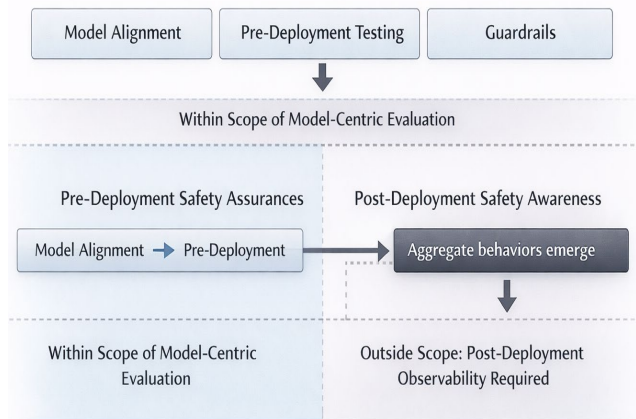 Model Alignment
Pre-Deployment Testing
Guardrails
Within Scope of Model-Centric Evaluation
Pre-Deployment Safety Assurances
Post-Deployment Safety Awareness
Model Alignment
Pre-Deployment
Aggregate behaviors emerge
Within Scope of Model-Centric
Evaluation
Outside Scope: Post-Deployment
Observability Required